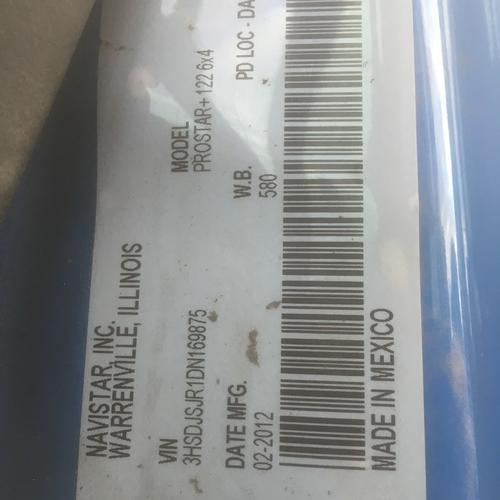 NAVISTAR, INC.
WARRENVILLE, ILLINOIS
VIN
3HSDJSJR1DN169875
MODEL
PROSTAR+ 122 6x4
DATE MFG.
02-2012
W.B.
580
PD LOC - DA
MADE IN MEXICO